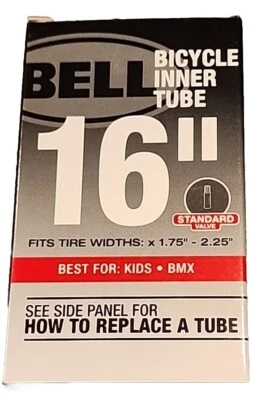 BELL
BICYCLE
INNER
TUBE
16"
STANDARD
VALVE
FITS TIRE WIDTHS: x 1.75" - 2.25"
BEST FOR: KIDS • BMX
SEE SIDE PANEL FOR
HOW TO REPLACE A TUBE